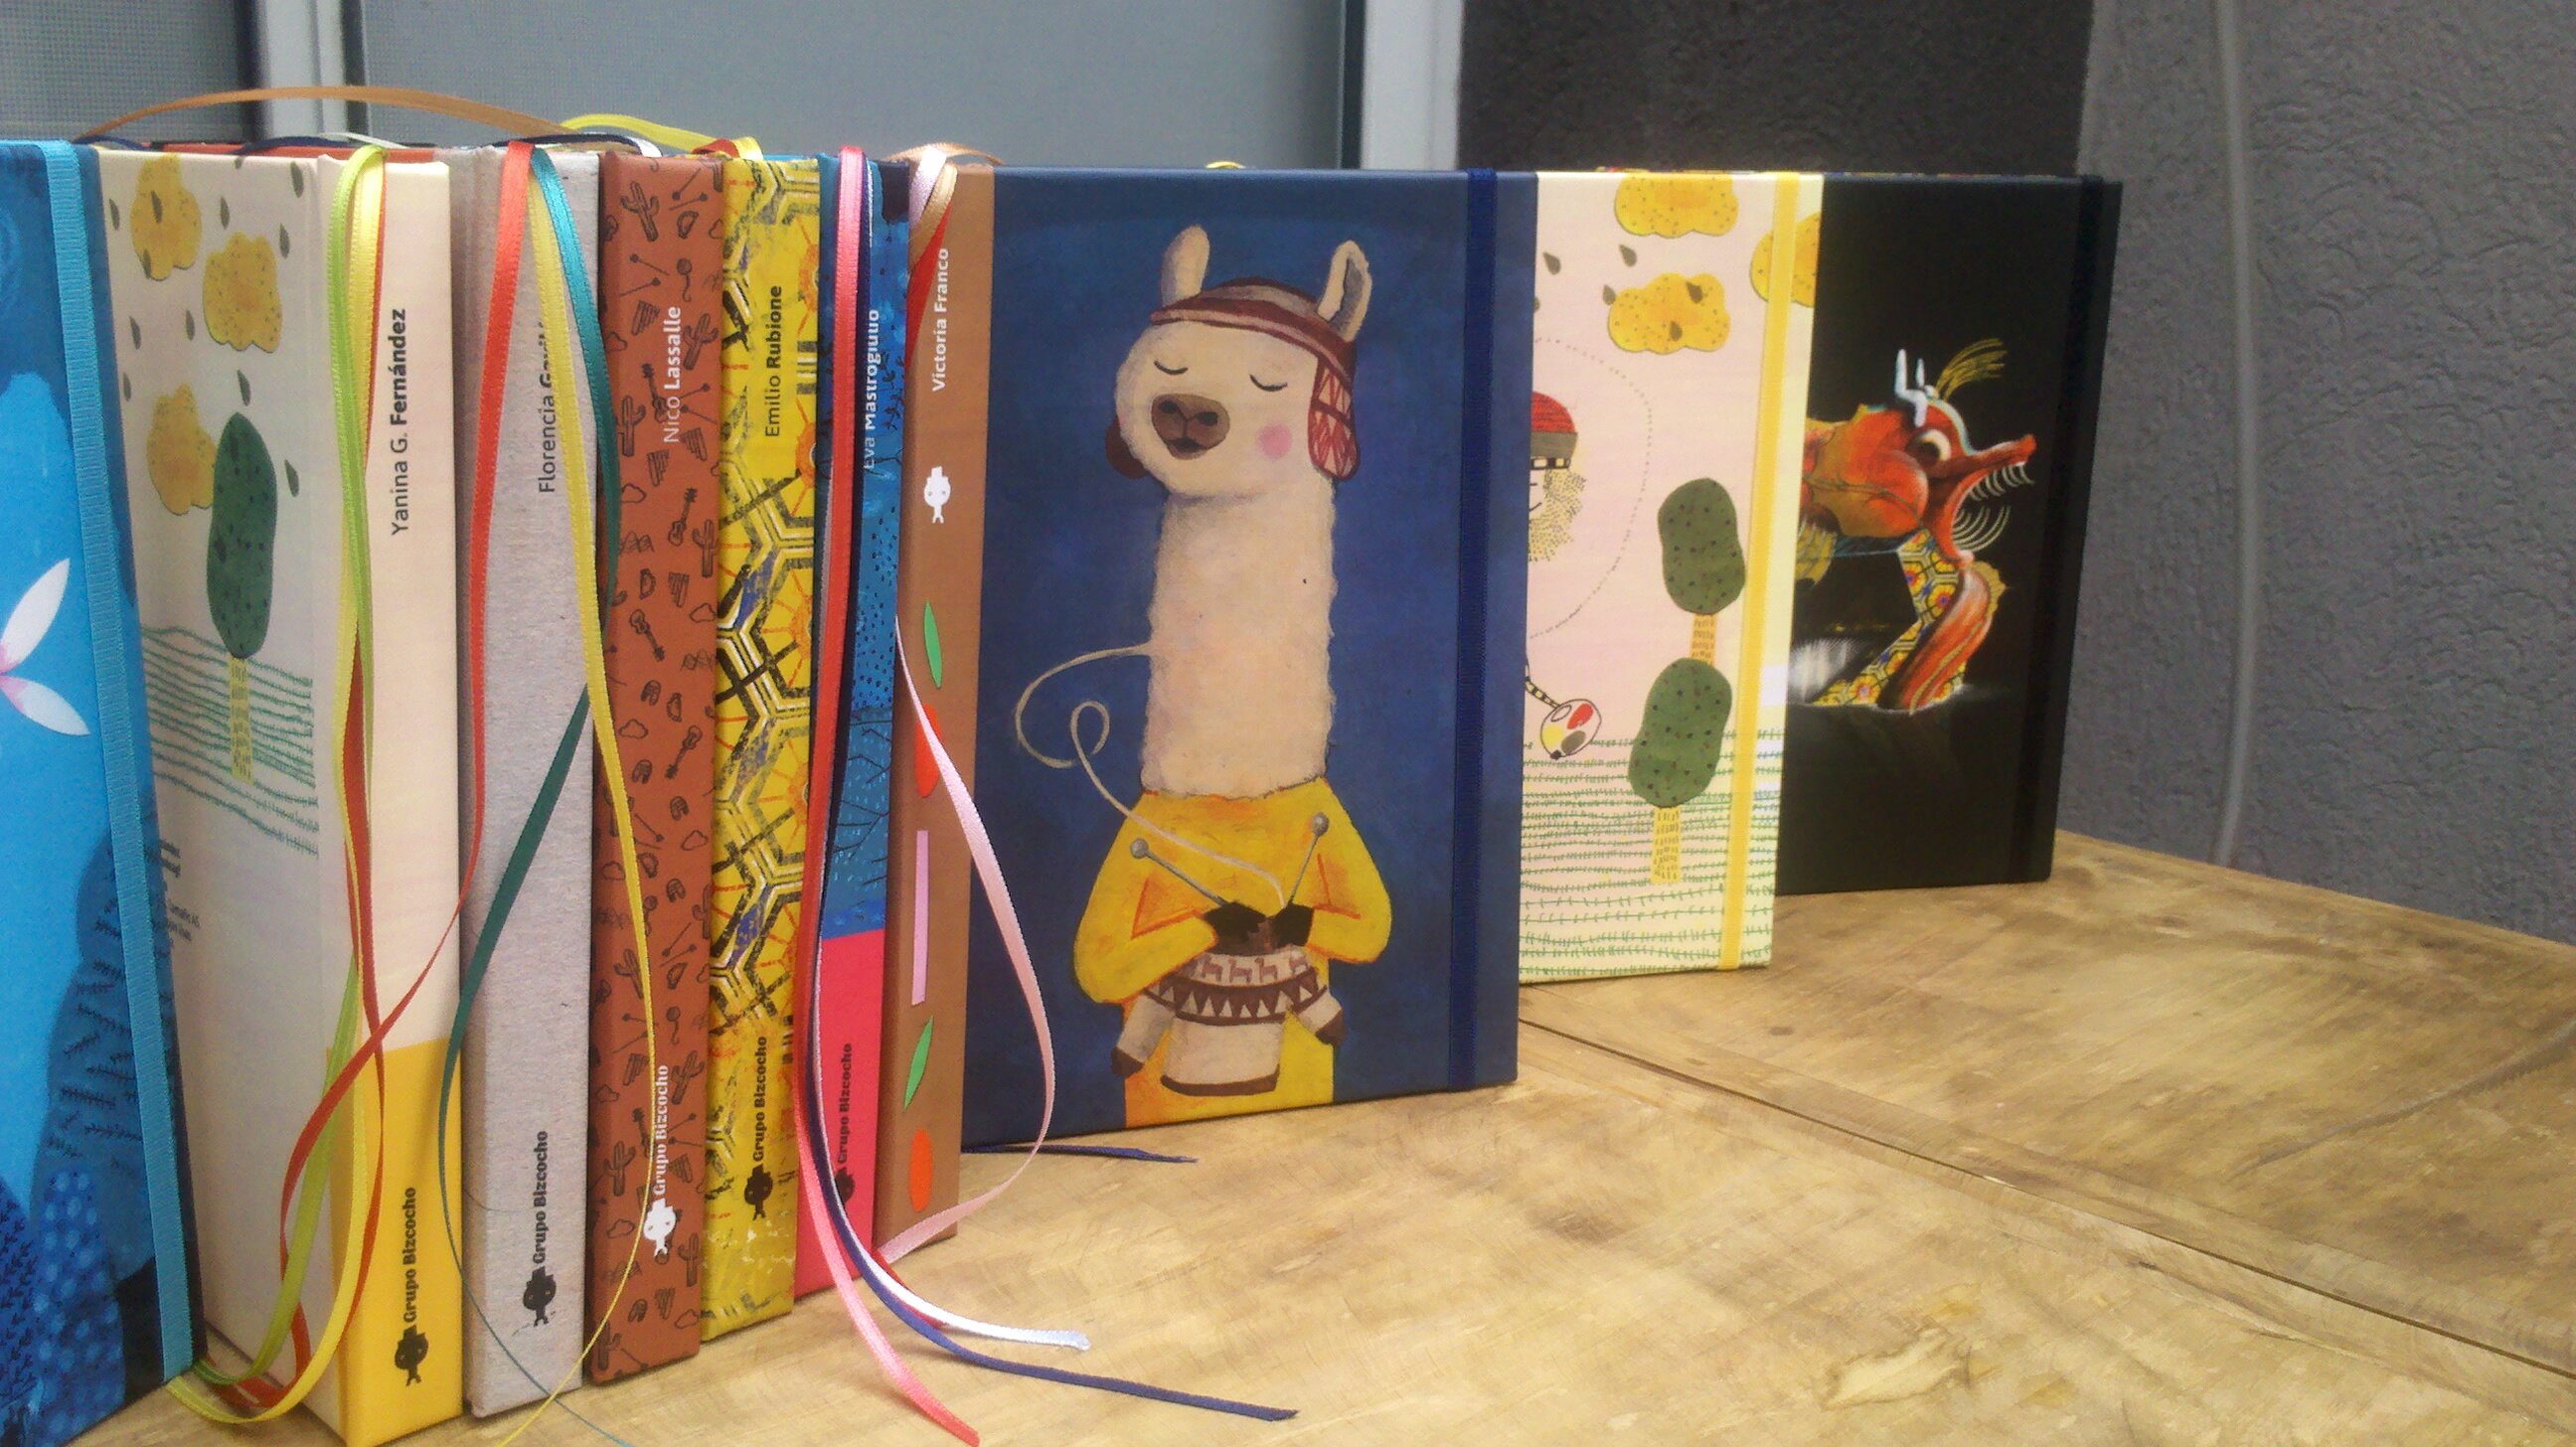 Yanina G. Fernández
Grupo Bizcocho
Florencia
Grupo Bizcocho
Nico Lassalle
Grupo Bizcocho
Emilio Rubione
Grupo Bizcocho
Eva Mastrogiulio
Grupo Bizcocho
Victoria Franco